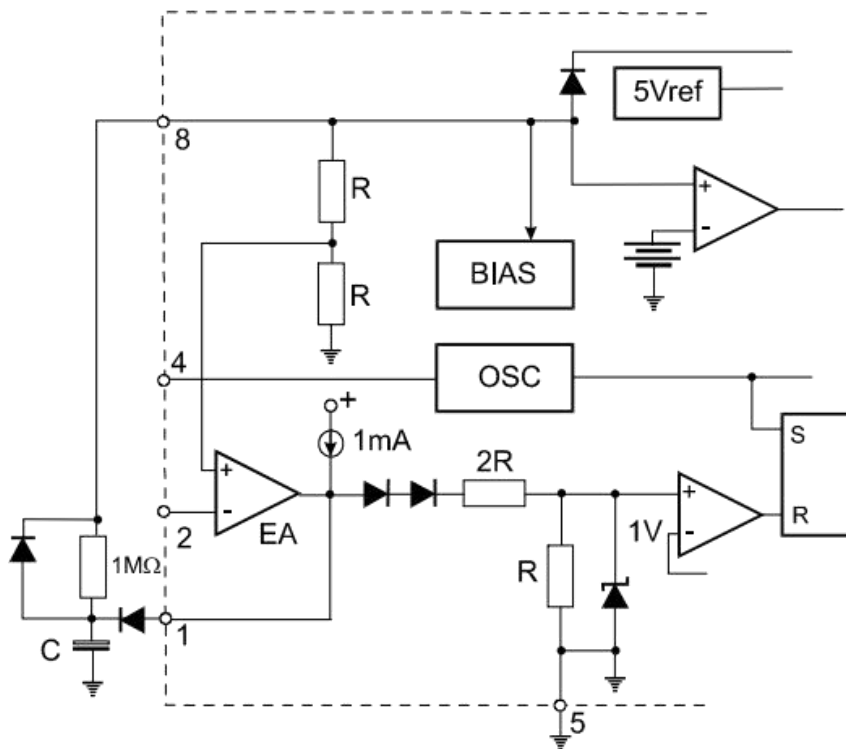 5Vref
8
R
+
-
BIAS
R
4
OSC
+
1mA
S
2R
+
-
EA
+
1V
-
R
2
1MΩ
R
1
C
5